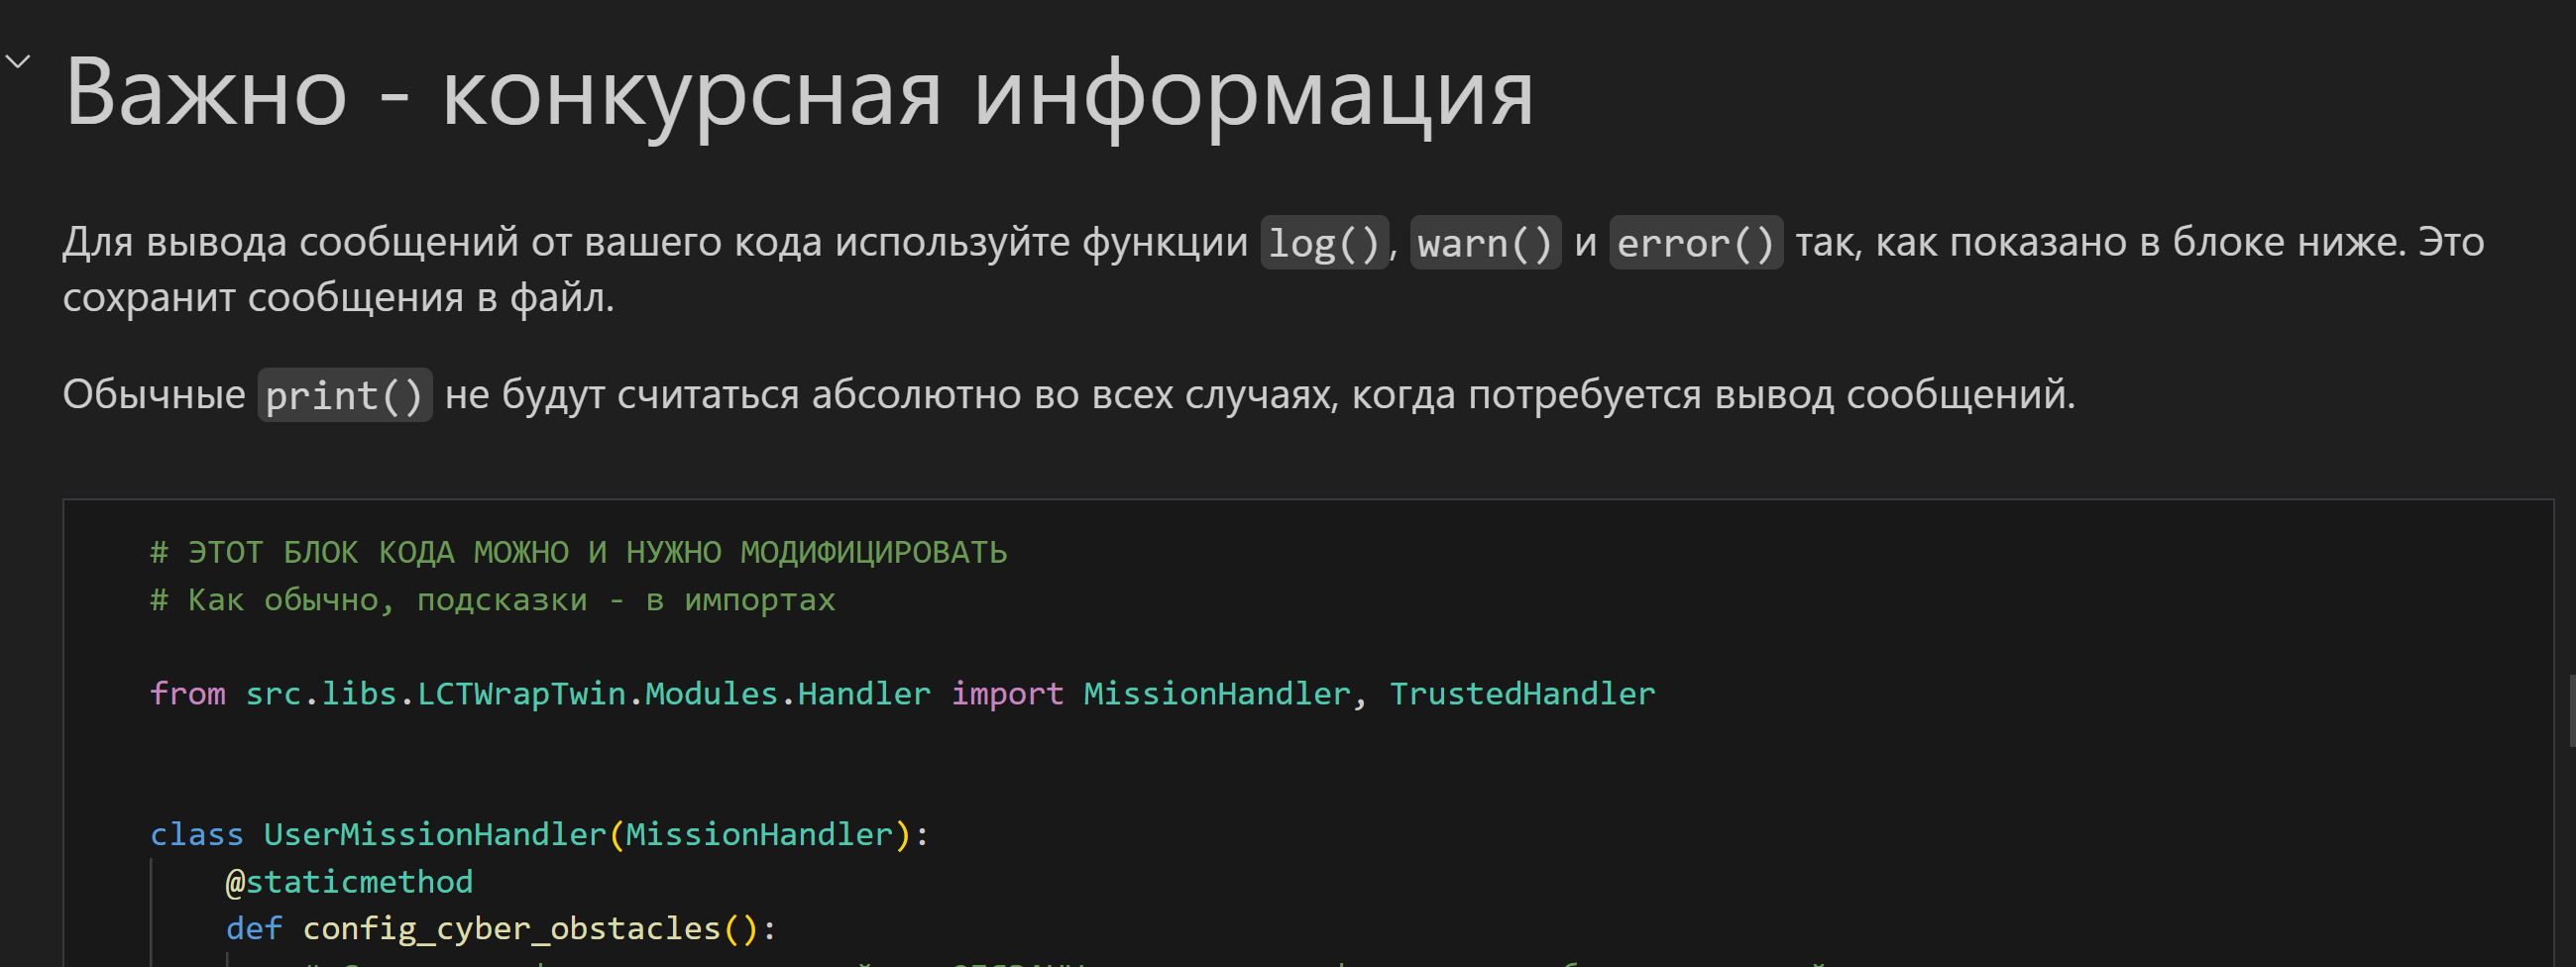 Важно - конкурсная информация
Для вывода сообщений от вашего кода используйте функции log(), warn() и error() так, как показано в блоке ниже. Это
сохранит сообщения в файл.
Обычные print() не будут считаться абсолютно во всех случаях, когда потребуется вывод сообщений.
# ЭТОТ БЛОК КОДА МОЖНО И НУЖНО МОДИФИЦИРОВАТЬ
# Как обычно, подсказки - в импортах
from src.libs.LCTWrapTwin.Modules.Handler import MissionHandler, TrustedHandler
class UserMissionHandler(MissionHandler):
@staticmethod
def config_cyber_obstacles():